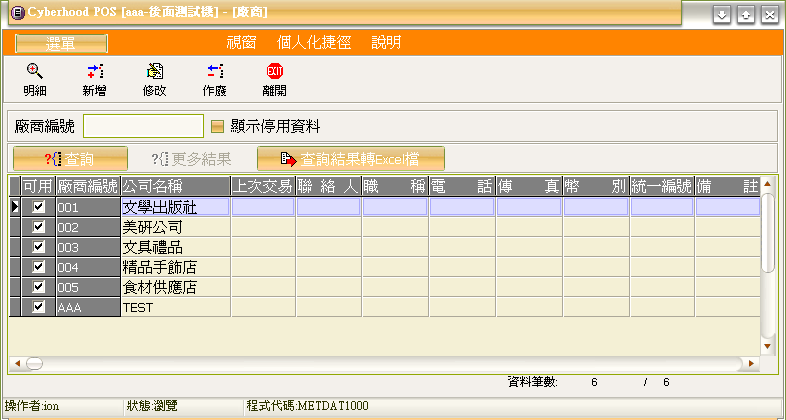 Cyberhood POS [aaa-後面測試機] - [廠商]
選單 視窗 個人化捷徑 說明
明細 新增 修改 作廢 離開
廠商編號 顯示停用資料
?{ 查詢 ?{ 更多結果 查詢結果轉Excel檔
可用 廠商編號 公司名稱 上次交易 聯絡人 職稱 電話 傳真 幣別 統一編號 備註
001 文學出版社
002 美研公司
003 文具禮品
004 精品手飾店
005 食材供應店
AAA TEST
資料筆數: 6 / 6
操作者:ion 狀態:瀏覽 程式代碼:METDAT1000